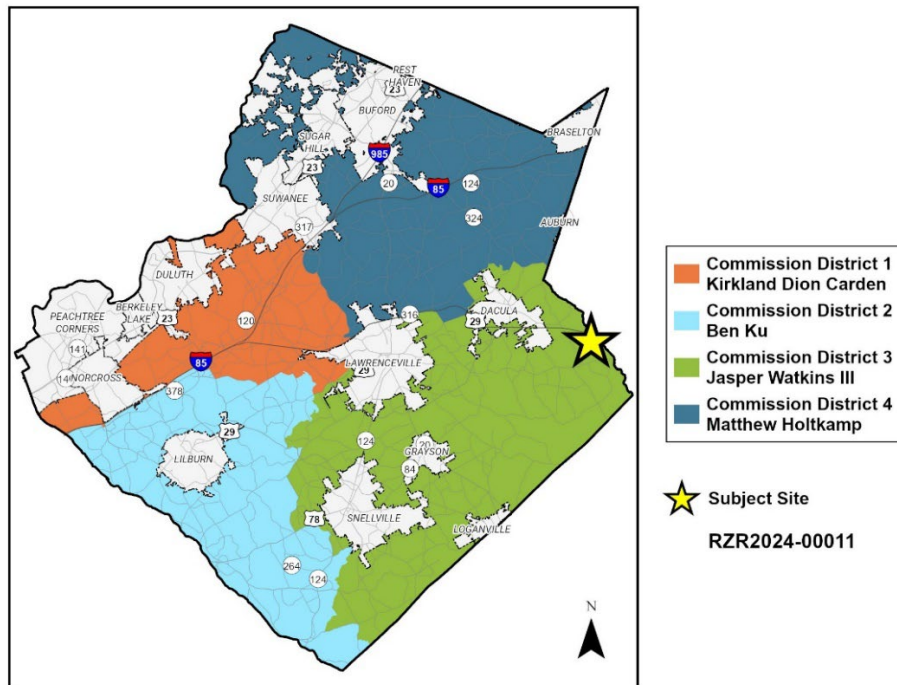 REST
HAVEN
23
BUFORD
BRASELTON
SUGAR
HILL
985
23
20
85
124
SUWANEE
324
AUBURN
317
DULUTH
DACULA
PEACHTREE
CORNERS
BERKELEY
LAKE
23
120
316
29
141
LAWRENCEVILLE
85
29
14
NORCROSS
378
29
LILBURN
124
20
GRAYSON
84
78
SNELLVILLE
LOGANVILLE
264
124
N
Commission District 1
Kirkland Dion Carden
Commission District 2
Ben Ku
Commission District 3
Jasper Watkins III
Commission District 4
Matthew Holtkamp
Subject Site
RZR2024-00011